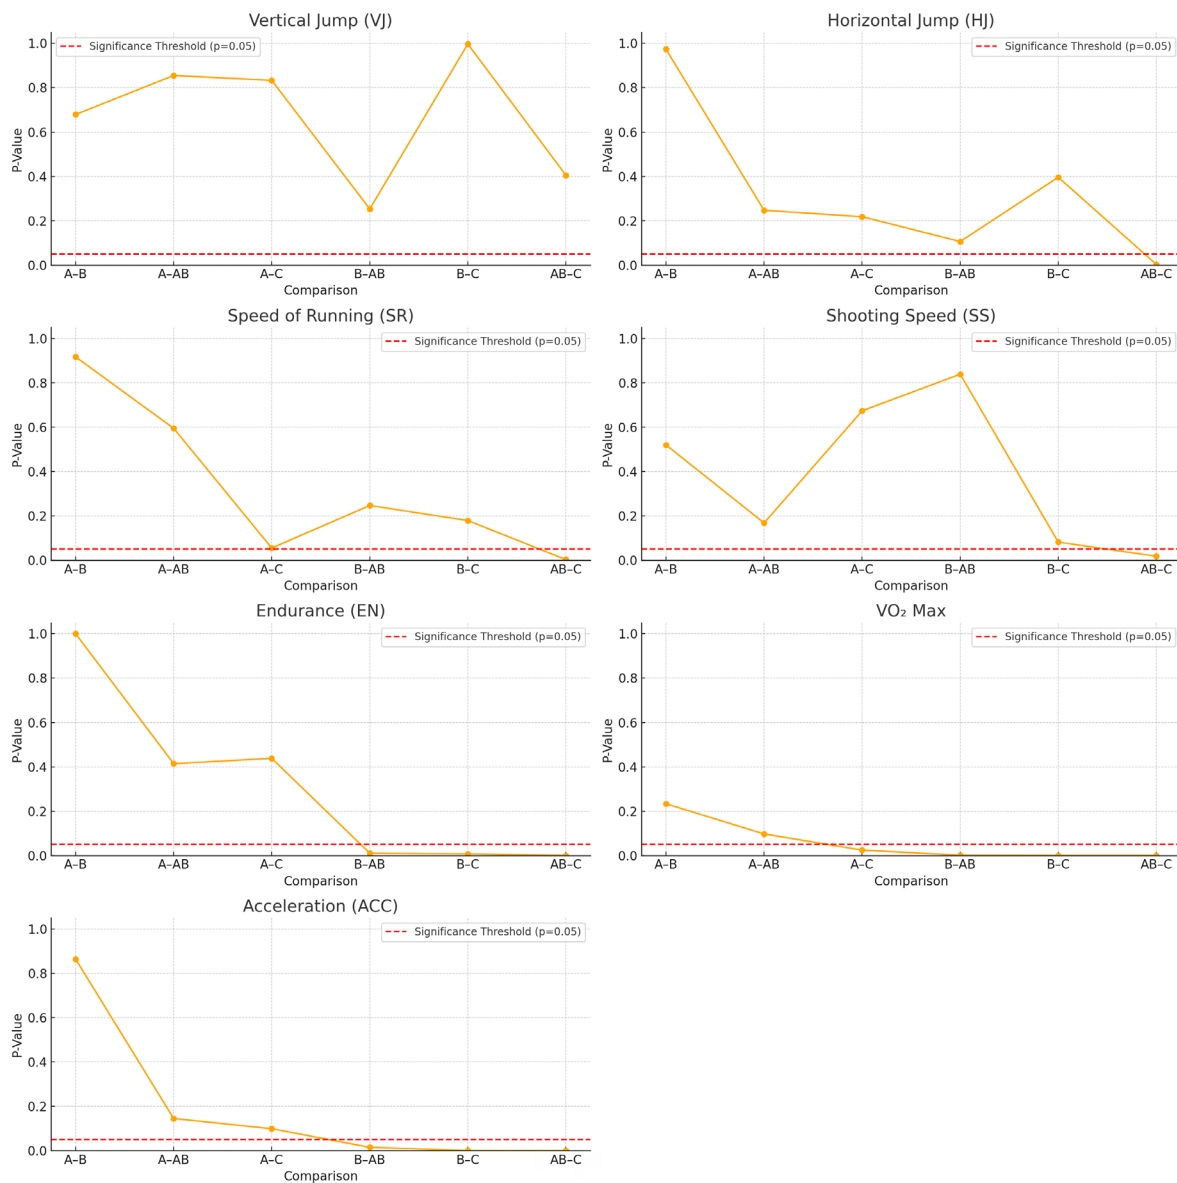 Vertical Jump (VJ)
Significance Threshold (p=0.05)
P-Value
1.0
0.8
0.6
0.4
0.2
0.0
A–B A–AB A–C B–AB B–C AB–C
Comparison
Horizontal Jump (HJ)
Significance Threshold (p=0.05)
P-Value
1.0
0.8
0.6
0.4
0.2
0.0
A–B A–AB A–C B–AB B–C AB–C
Comparison
Speed of Running (SR)
Significance Threshold (p=0.05)
P-Value
1.0
0.8
0.6
0.4
0.2
0.0
A–B A–AB A–C B–AB B–C AB–C
Comparison
Shooting Speed (SS)
Significance Threshold (p=0.05)
P-Value
1.0
0.8
0.6
0.4
0.2
0.0
A–B A–AB A–C B–AB B–C AB–C
Comparison
Endurance (EN)
Significance Threshold (p=0.05)
P-Value
1.0
0.8
0.6
0.4
0.2
0.0
A–B A–AB A–C B–AB B–C AB–C
Comparison
VO₂ Max
Significance Threshold (p=0.05)
P-Value
1.0
0.8
0.6
0.4
0.2
0.0
A–B A–AB A–C B–AB B–C AB–C
Comparison
Acceleration (ACC)
Significance Threshold (p=0.05)
P-Value
1.0
0.8
0.6
0.4
0.2
0.0
A–B A–AB A–C B–AB B–C AB–C
Comparison